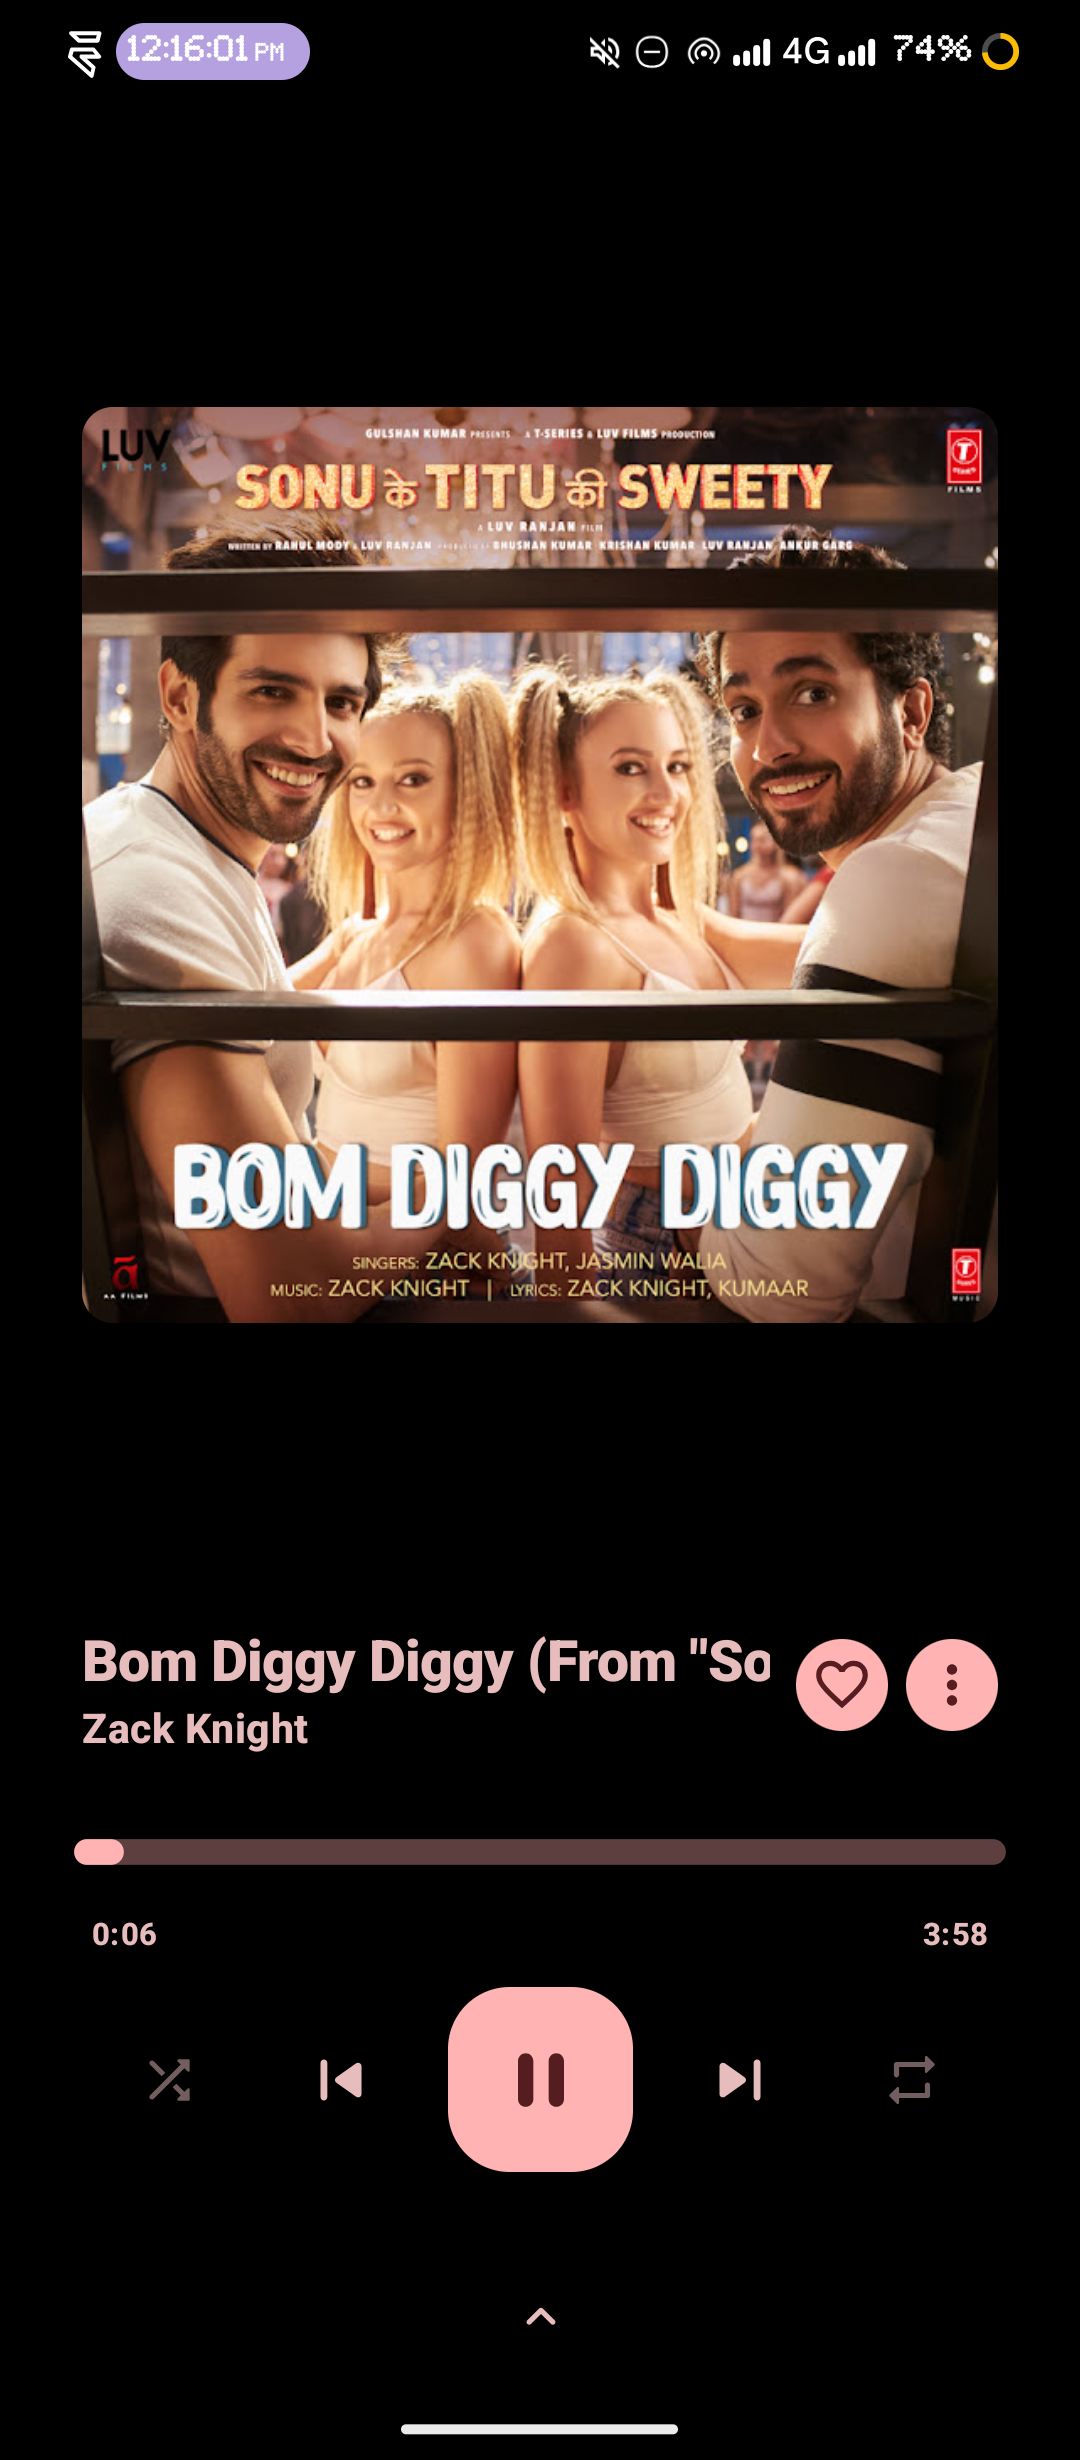 12:16:01 PM 4G 74%
LUV
FILMS
GULSHAN KUMAR PRESENTS A T-SERIES & LUV FILMS PRODUCTION
T
SERIES
FILMS
SONU के TITU की SWEETY
A LUV RANJAN FILM
WRITTEN BY RAHUL MODY & LUV RANJAN PRODUCED BY BHUSHAN KUMAR KRISHAN KUMAR LUV RANJAN ANKUR GARG
BOM DIGGY DIGGY
SINGERS: ZACK KNIGHT, JASMIN WALIA
MUSIC: ZACK KNIGHT | LYRICS: ZACK KNIGHT, KUMAAR
ā
AA FILMS
T
SERIES
MUSIC
Bom Diggy Diggy (From "So
Zack Knight
0:06 3:58